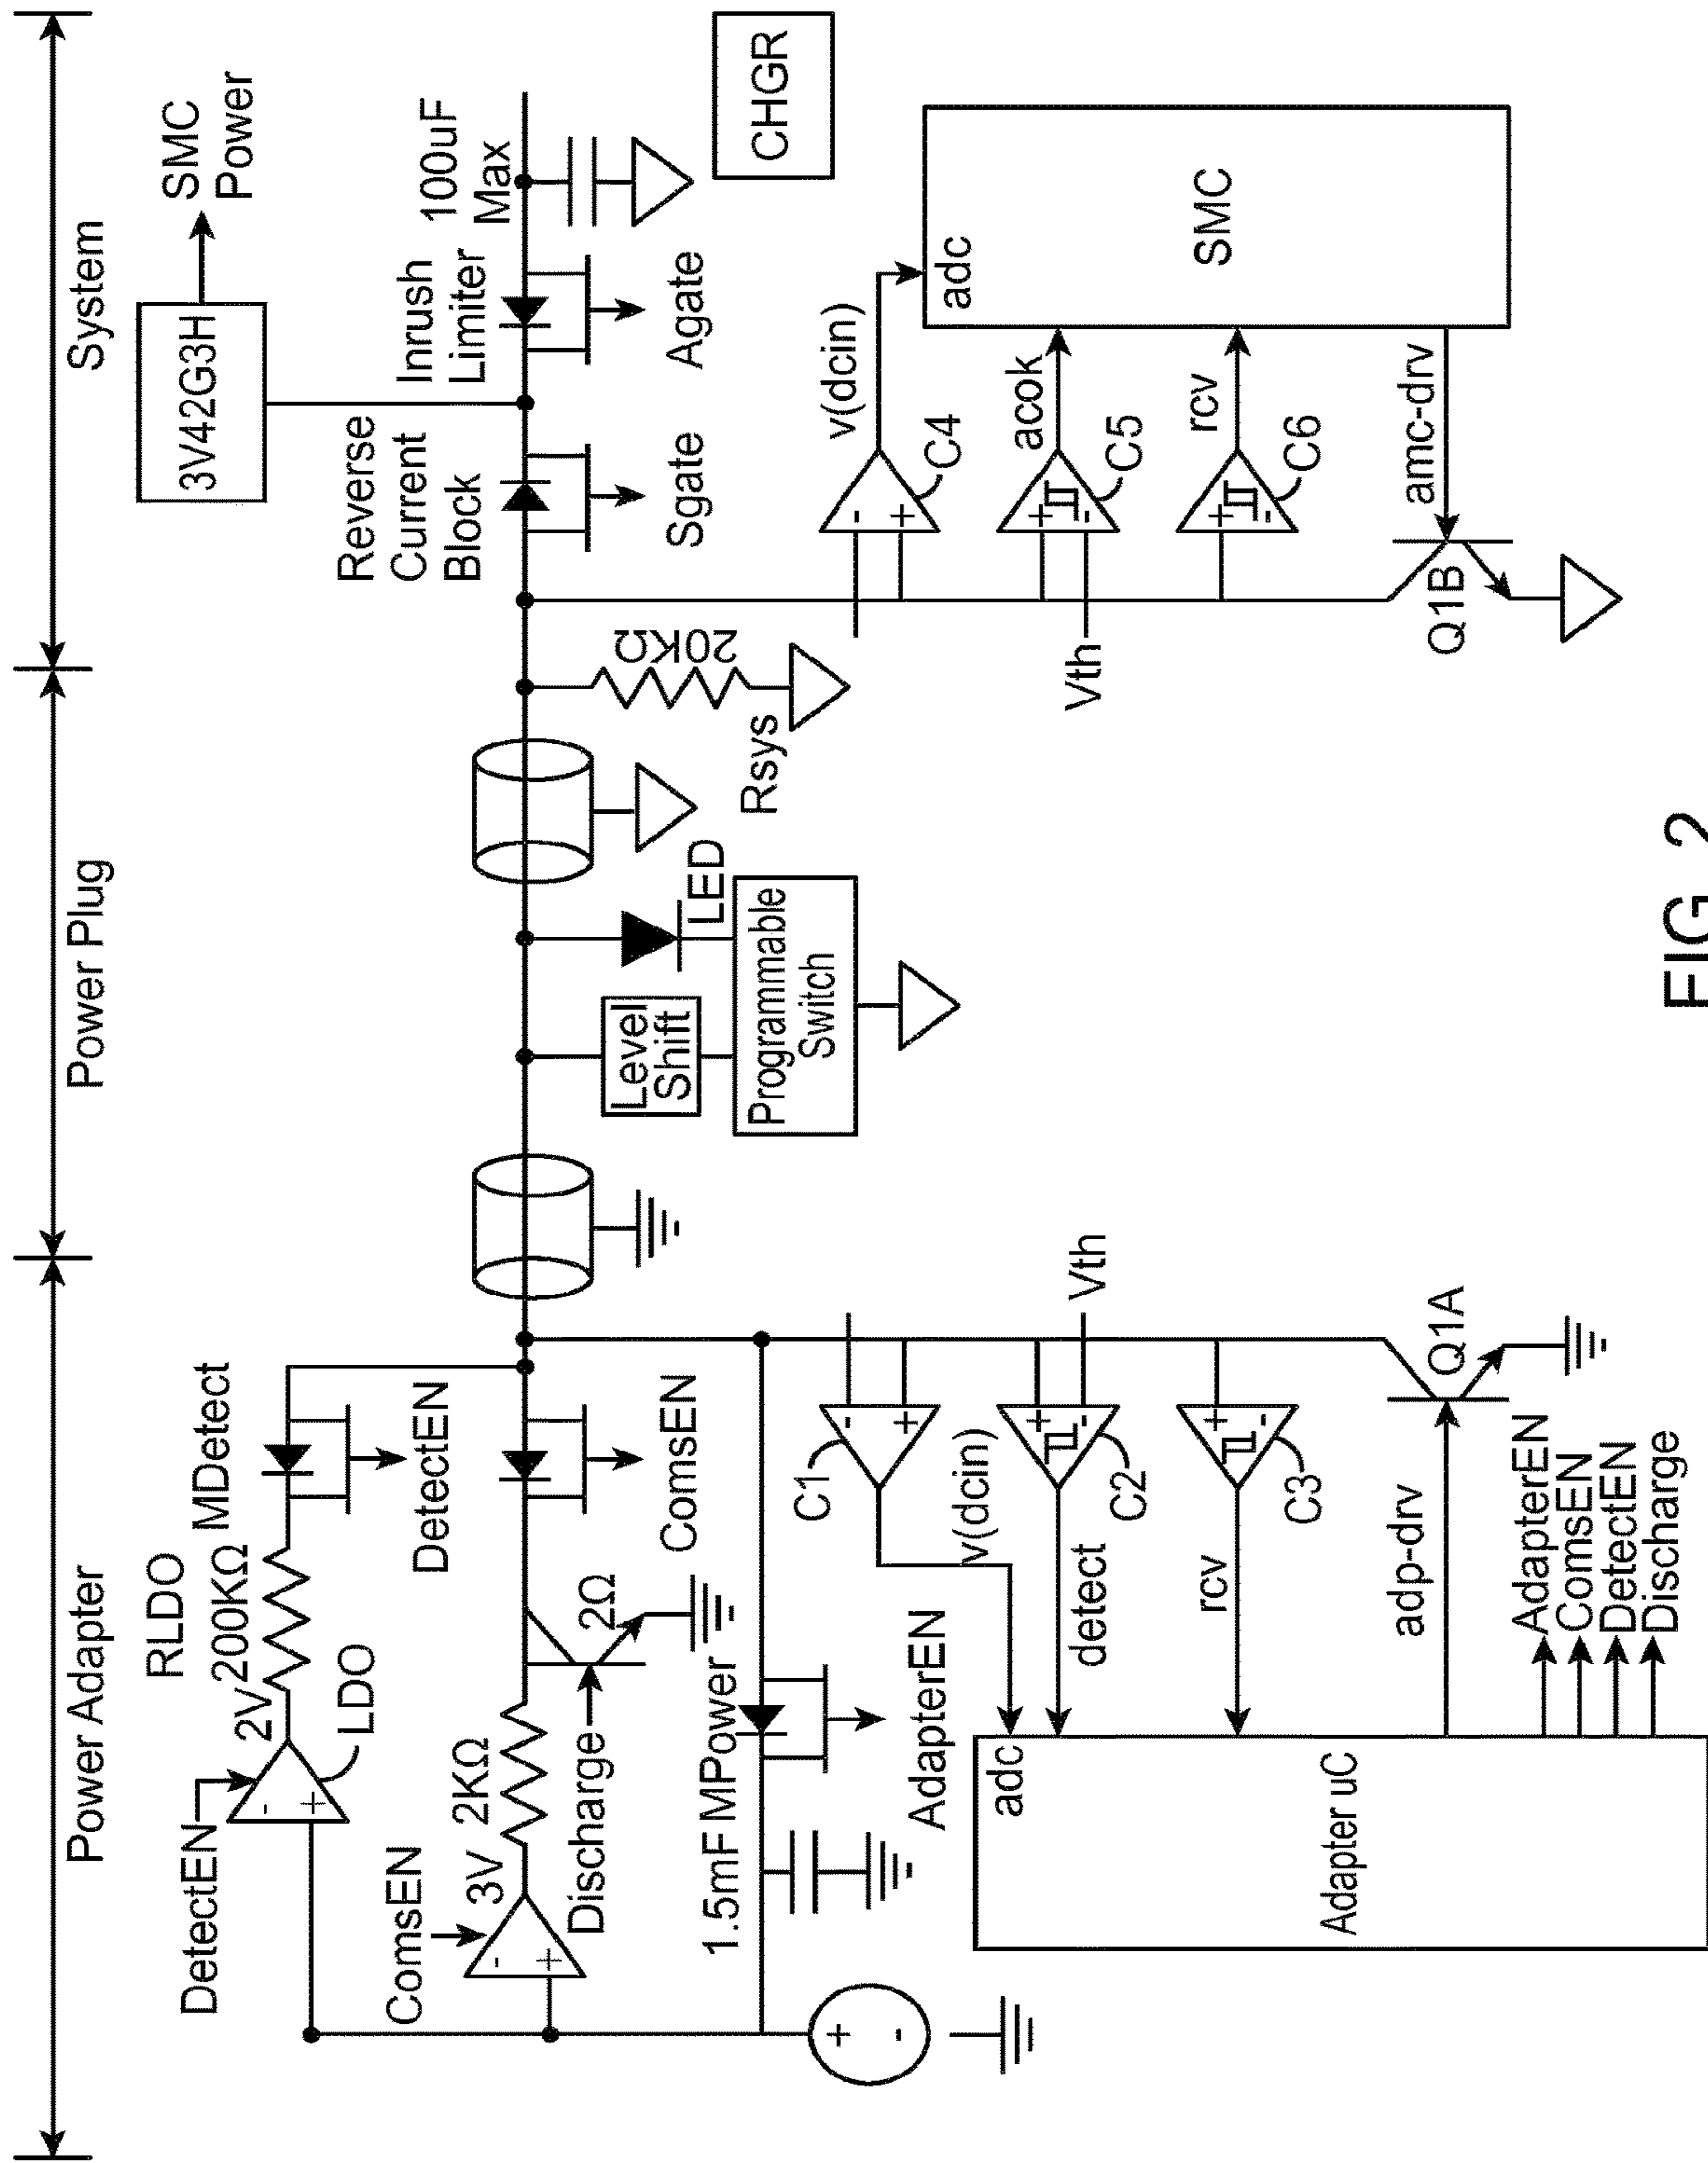 Power Adapter
Power Plug
System
DetectEN
LDO
2V
RLDO
200KΩ
MDetect
DetectEN
ComsEN
3V
2KΩ
Discharge
2Ω
ComsEN
1.5mF
MPower
AdapterEN
-
+
-
+
+
-
C1
-
+
v(dcin)
Vth
+
-
C2
detect
+
-
C3
rcv
adc
Adapter uC
adp-drv
Q1A
AdapterEN
ComsEN
DetectEN
Discharge
Level
Shift
LED
Programmable
Switch
Rsys
20KΩ
Reverse
Current
Block
Sgate
3V42G3H
SMC
Power
Inrush
Limiter
Agate
100uF
Max
CHGR
-
+
C4
v(dcin)
adc
Vth
+
-
C5
acok
+
-
C6
rcv
SMC
amc-drv
Q1B
FIG. 2